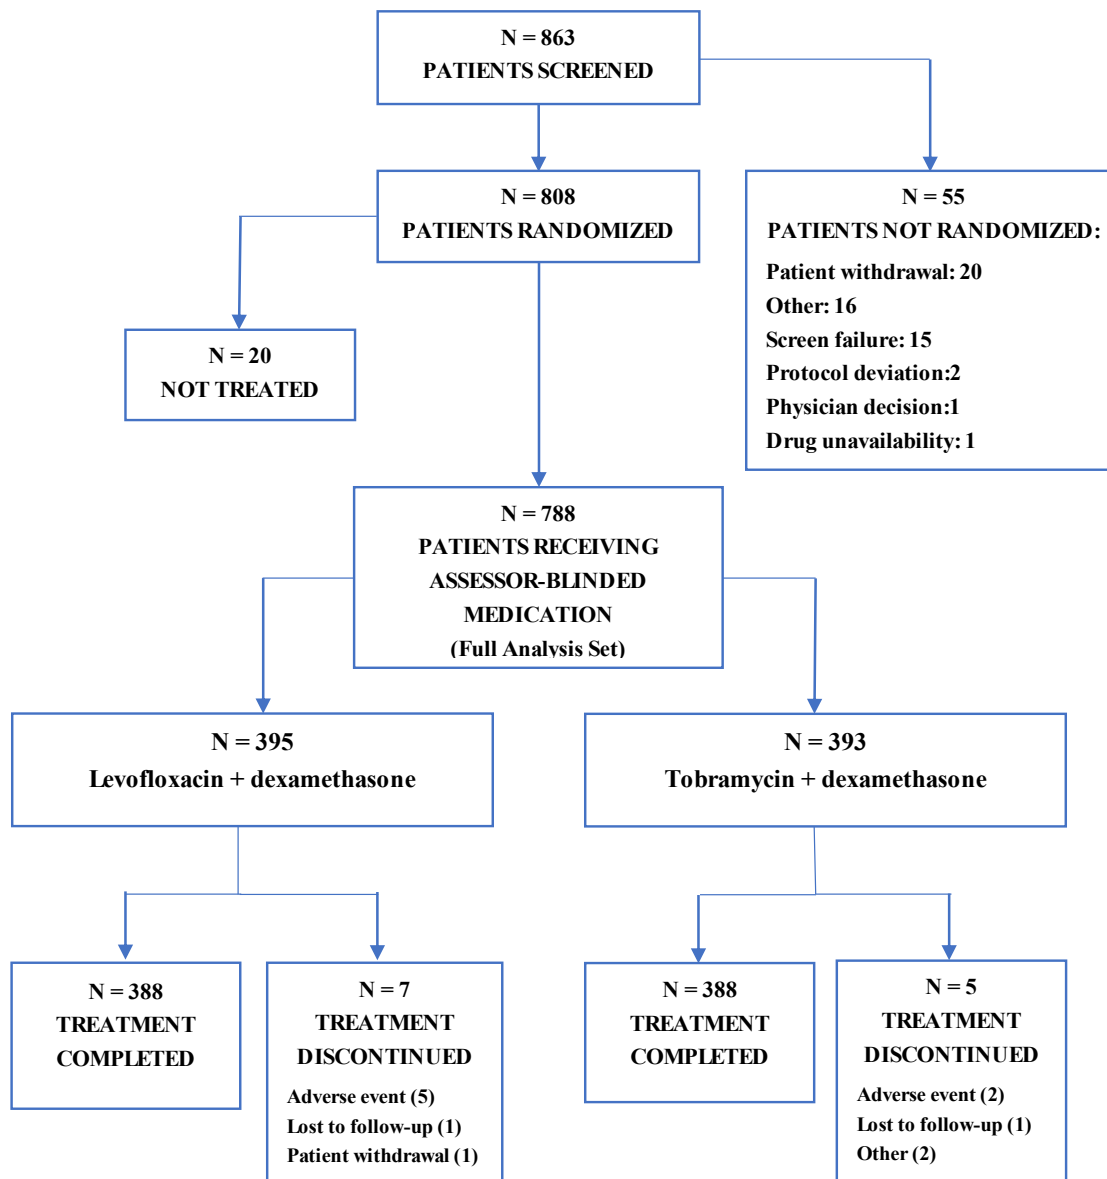 N = 863
PATIENTS SCREENED
N = 808
PATIENTS RANDOMIZED
N = 55
PATIENTS NOT RANDOMIZED:
Patient withdrawal: 20
Other: 16
Screen failure: 15
Protocol deviation:2
Physician decision:1
Drug unavailability: 1
N = 20
NOT TREATED
N = 788
PATIENTS RECEIVING
ASSESSOR-BLINDED
MEDICATION
(Full Analysis Set)
N = 395
Levofloxacin + dexamethasone
N = 393
Tobramycin + dexamethasone
N = 388
TREATMENT
COMPLETED
N = 7
TREATMENT
DISCONTINUED
Adverse event (5)
Lost to follow-up (1)
Patient withdrawal (1)
N = 388
TREATMENT
COMPLETED
N = 5
TREATMENT
DISCONTINUED
Adverse event (2)
Lost to follow-up (1)
Other (2)